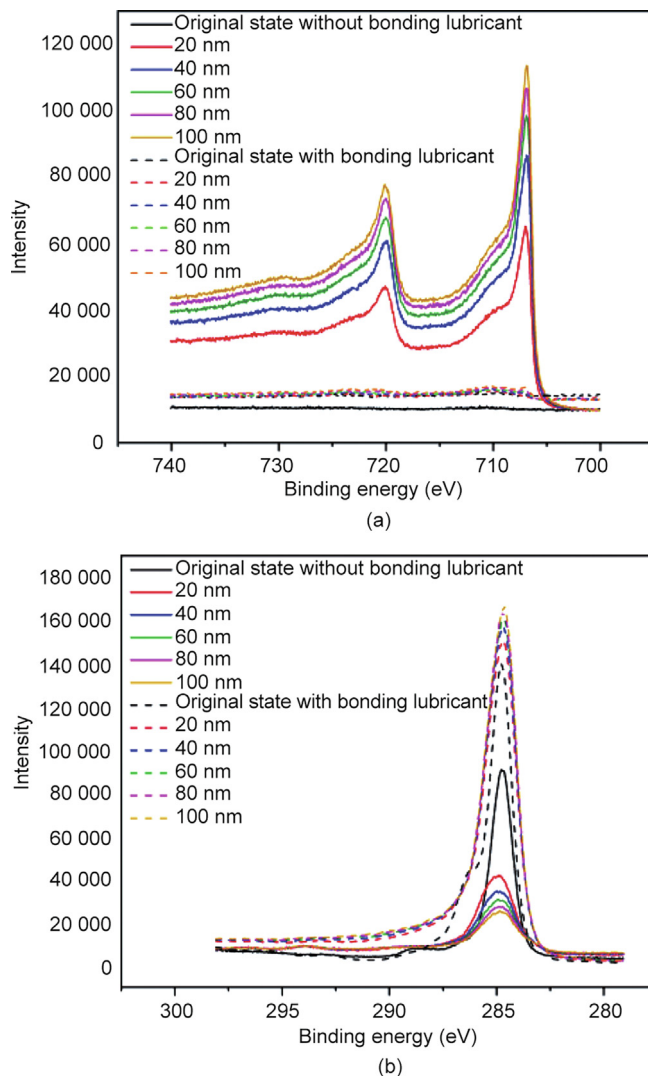 Original state without bonding lubricant
20 nm
40 nm
60 nm
80 nm
100 nm
Original state with bonding lubricant
20 nm
40 nm
60 nm
80 nm
100 nm
120 000
100 000
80 000
60 000
40 000
20 000
0
Intensity
740
730
720
710
700
Binding energy (eV)
(a)
Original state without bonding lubricant
20 nm
40 nm
60 nm
80 nm
100 nm
Original state with bonding lubricant
20 nm
40 nm
60 nm
80 nm
100 nm
180 000
160 000
140 000
120 000
100 000
80 000
60 000
40 000
20 000
0
Intensity
300
295
290
285
280
Binding energy (eV)
(b)